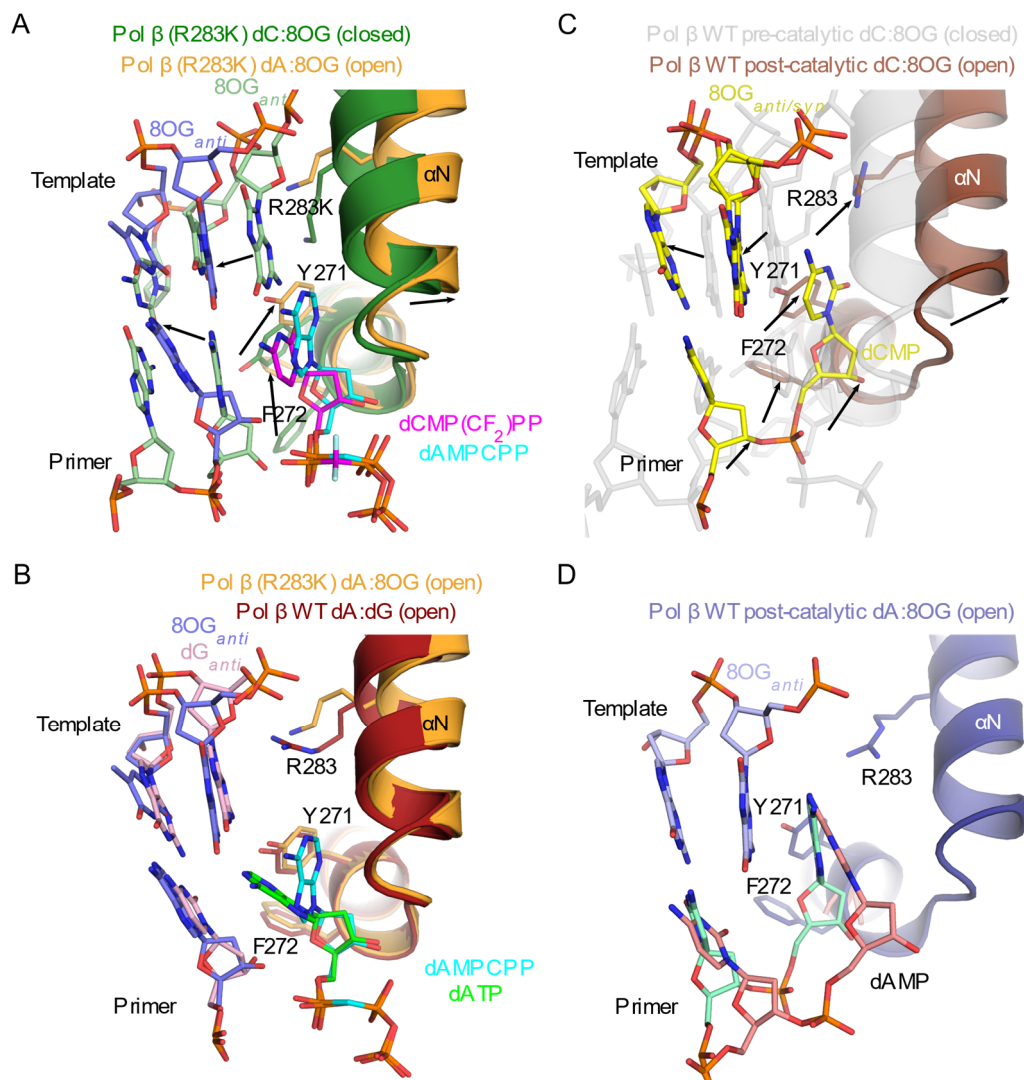 A
Pol β (R283K) dC:8OG (closed)
Pol β (R283K) dA:8OG (open)
8OG anti
8OG anti
Template
αN
R283K
Y271
F272
dCMP(CF₂)PP
dAMPCPP
Primer
C
Pol β WT pre-catalytic dC:8OG (closed)
Pol β WT post-catalytic dC:8OG (open)
8OG anti/syn
Template
R283
αN
Y271
F272
dCMP
Primer
B
Pol β (R283K) dA:8OG (open)
Pol β WT dA:dG (open)
8OG anti
dG anti
Template
αN
R283
Y271
F272
dAMPCPP
dATP
Primer
D
Pol β WT post-catalytic dA:8OG (open)
8OG anti
Template
αN
R283
Y271
F272
dAMP
Primer